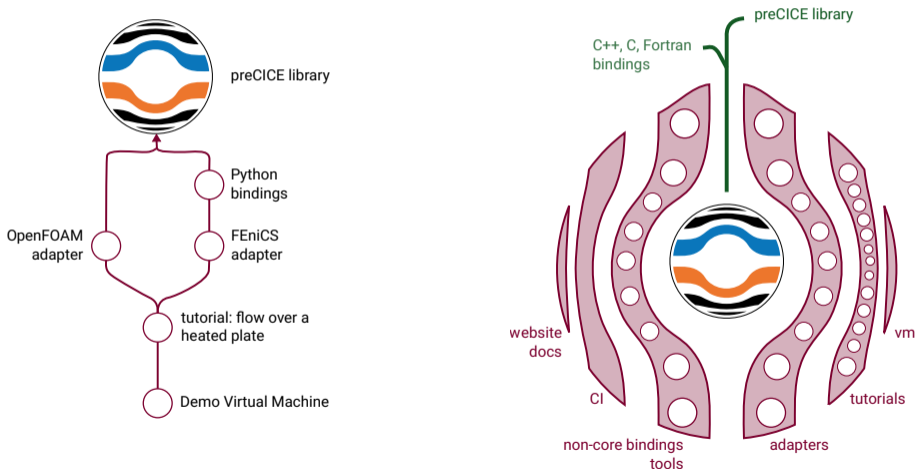 preCICE library
Python
bindings
OpenFOAM
adapter
FEniCS
adapter
tutorial: flow over a
heated plate
Demo Virtual Machine
preCICE library
C++, C, Fortran
bindings
website
docs
CI
non-core bindings
tools
adapters
tutorials
vm